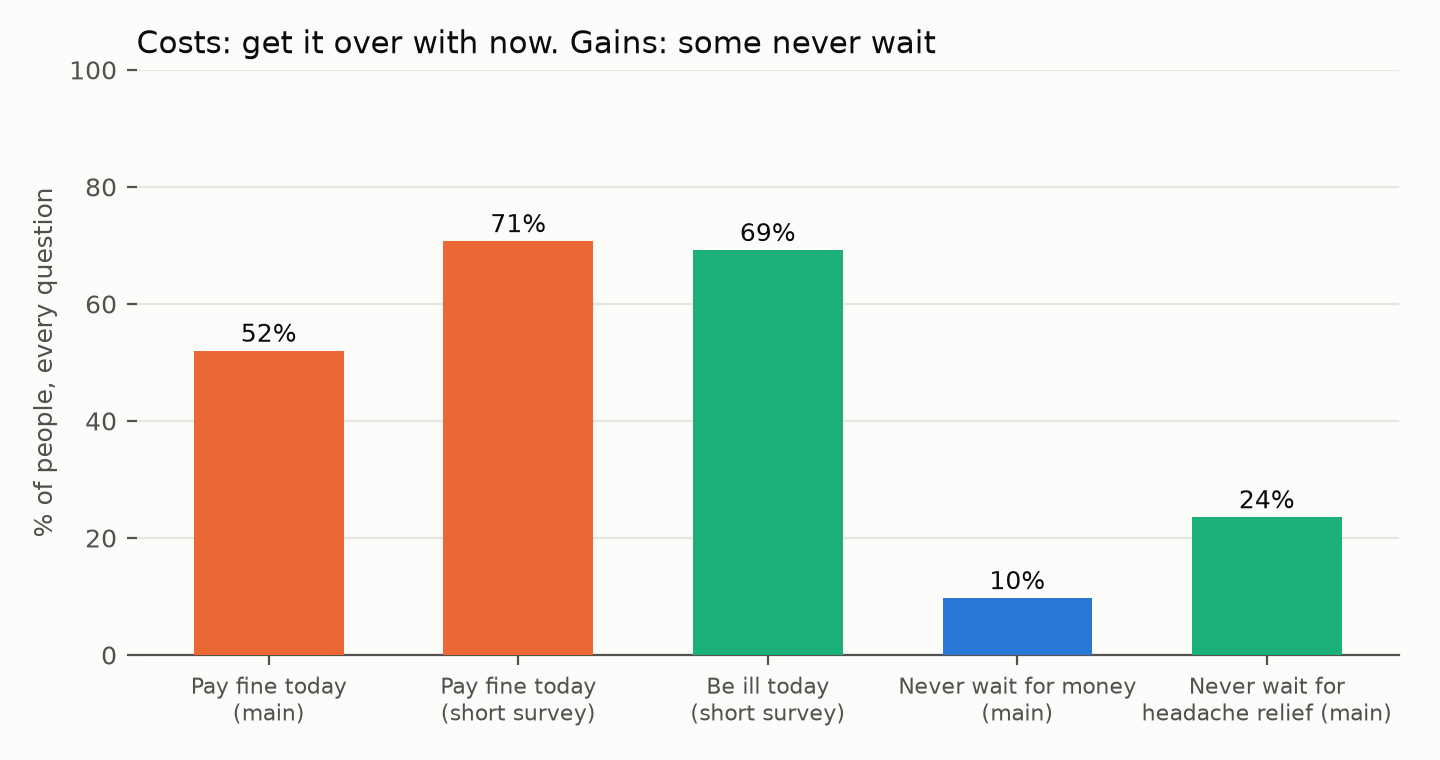 Costs: get it over with now. Gains: some never wait
100
80
60
40
20
0
% of people, every question
52%
71%
69%
10%
24%
Pay fine today
(main)
Pay fine today
(short survey)
Be ill today
(short survey)
Never wait for money
(main)
Never wait for
headache relief (main)